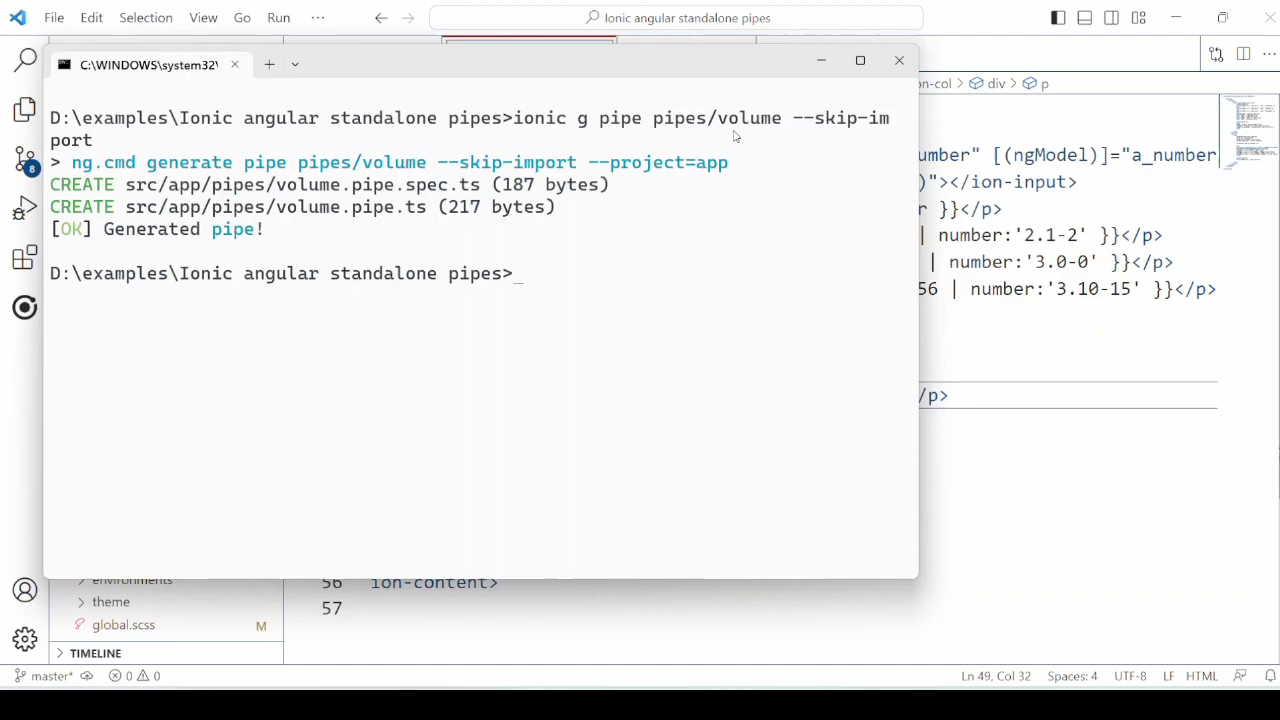 File Edit Selection View Go Run ··· Ionic angular standalone pipes
C:\WINDOWS\system32\
ion-col > div > p
D:\examples\Ionic angular standalone pipes>ionic g pipe pipes/volume --skip-im
port
> ng.cmd generate pipe pipes/volume --skip-import --project=app
CREATE src/app/pipes/volume.pipe.spec.ts (187 bytes)
CREATE src/app/pipes/volume.pipe.ts (217 bytes)
[OK] Generated pipe!
D:\examples\Ionic angular standalone pipes>_
umber" [(ngModel)]="a_number
)"></ion-input>
r }}</p>
| number:'2.1-2' }}</p>
| number:'3.0-0' }}</p>
56 | number:'3.10-15' }}</p>
/p>
8
environments
56 ion-content>
> theme
57
global.scss M
> TIMELINE
master* 0 0 Ln 49, Col 32 Spaces: 4 UTF-8 LF HTML